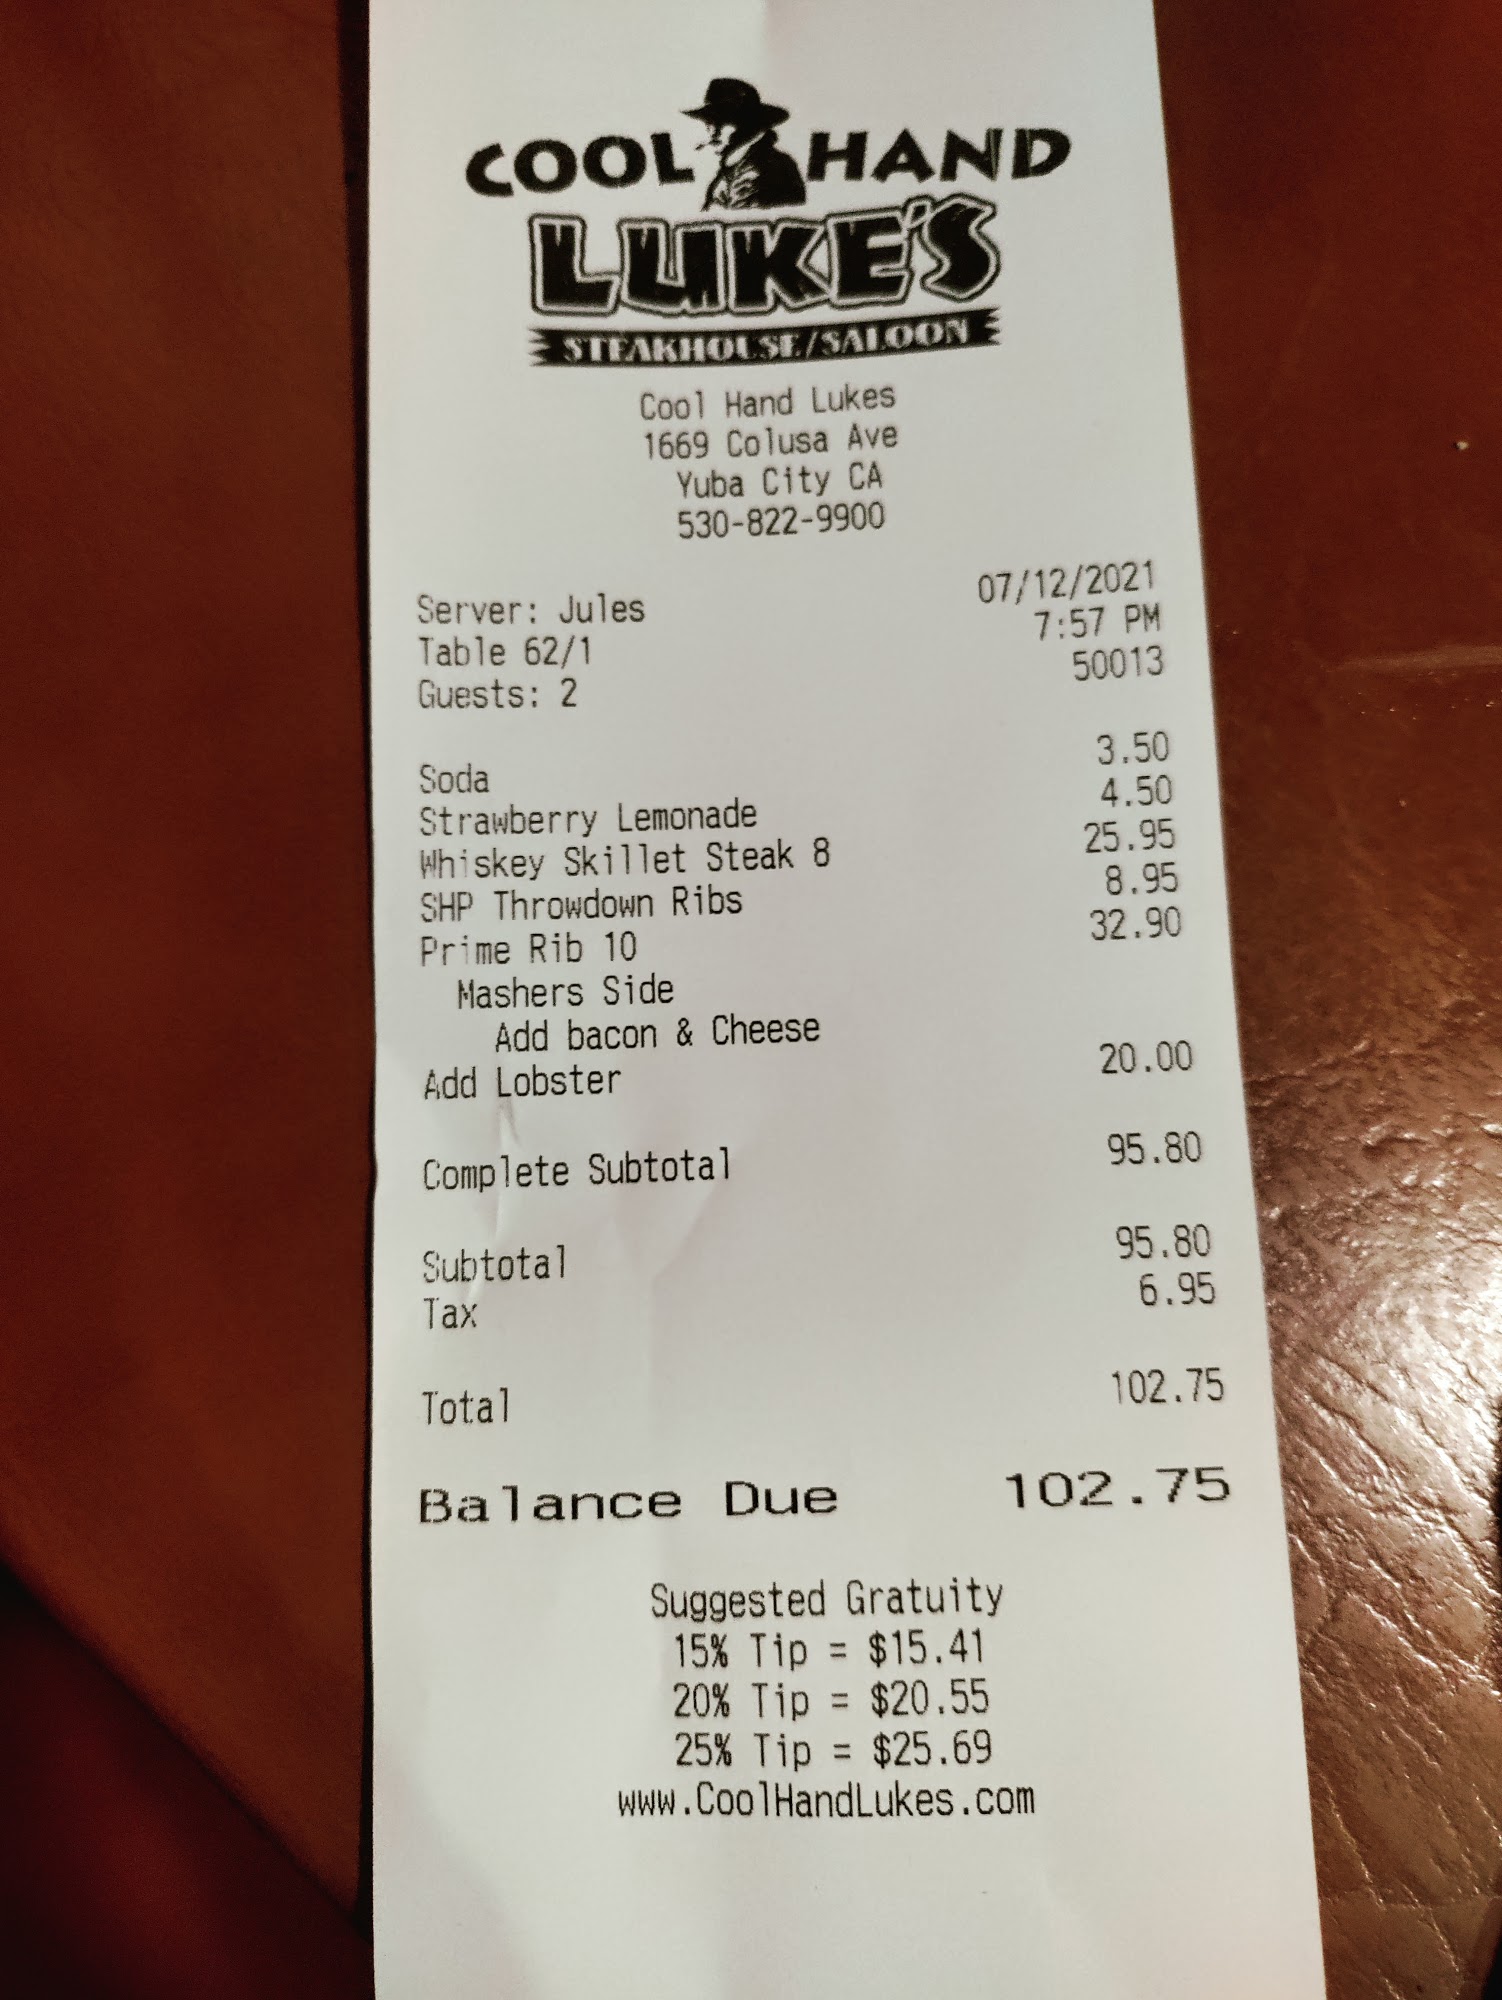 COOL HAND
LUKE'S
STEAKHOUSE/SALOON
Cool Hand Lukes
1669 Colusa Ave
Yuba City CA
530-822-9900
Server: Jules 07/12/2021
Table 62/1 7:57 PM
Guests: 2 50013
Soda 3.50
Strawberry Lemonade 4.50
Whiskey Skillet Steak 8 25.95
SHP Throwdown Ribs 8.95
Prime Rib 10 32.90
Mashers Side
Add bacon & Cheese
Add Lobster 20.00
Complete Subtotal 95.80
Subtotal 95.80
Tax 6.95
Total 102.75
Balance Due 102.75
Suggested Gratuity
15% Tip = $15.41
20% Tip = $20.55
25% Tip = $25.69
www.CoolHandLukes.com